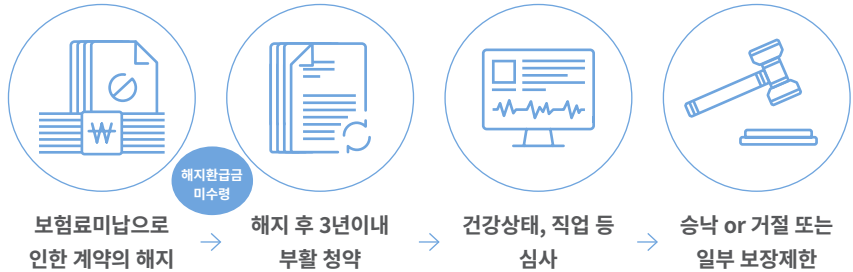 해지환급금
미수령
보험료미납으로
인한 계약의 해지
해지 후 3년이내
부활 청약
건강상태, 직업 등
심사
승낙 or 거절 또는
일부 보장제한